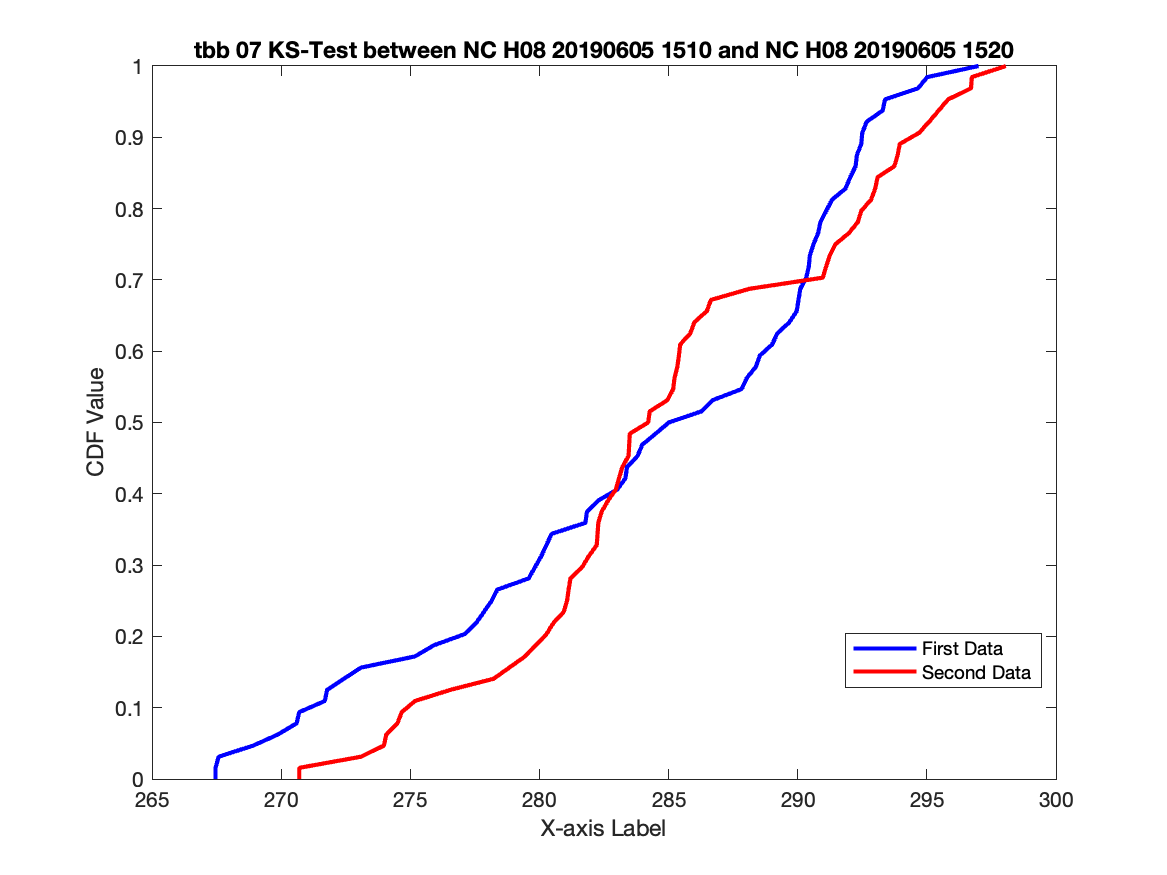 tbb 07 KS-Test between NC H08 20190605 1510 and NC H08 20190605 1520
1
0.9
0.8
0.7
0.6
0.5
0.4
0.3
0.2
0.1
0
CDF Value
First Data
Second Data
265 270 275 280 285 290 295 300
X-axis Label